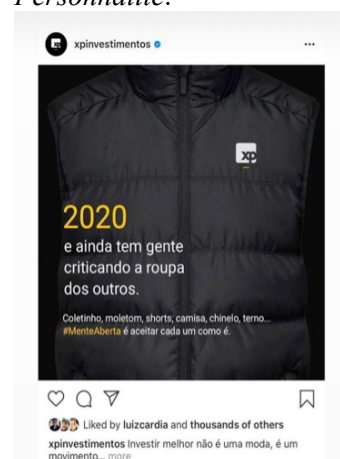 Personnalité.
xpinvestimentos
xp
2020
e ainda tem gente
criticando a roupa
dos outros.
Coletinho, moletom, shorts, camisa, chinelo, terno...
#MenteAberta é aceitar cada um como é.
Liked by luizcardia and thousands of others
xpinvestimentos Investir melhor não é uma moda, é um
movimento... more